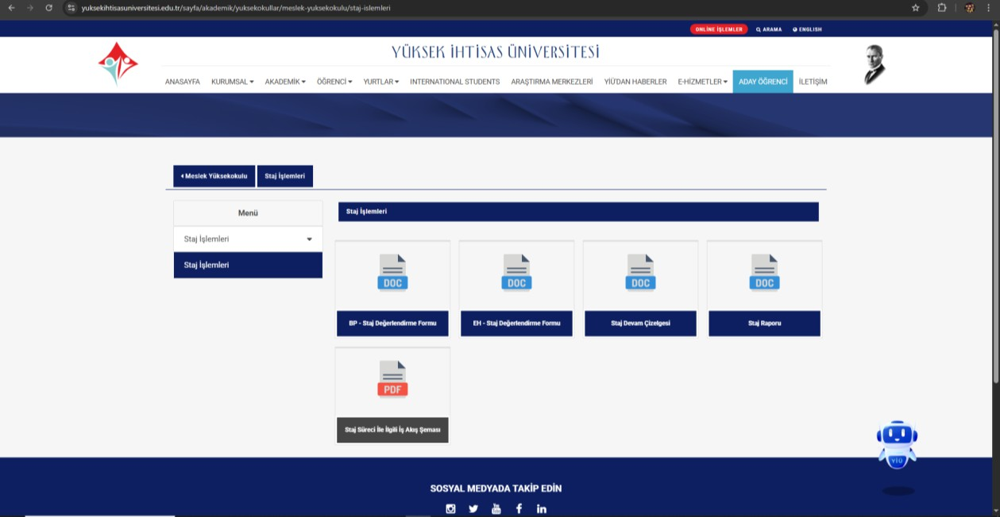 yuksekihtisasuniversitesi.edu.tr/sayfa/akademik/yuksekokullar/meslek-yuksekokulu/staj-islemleri
ONLİNE İŞLEMLER ARAMA ENGLISH
YÜKSEK İHTİSAS ÜNİVERSİTESİ
ANASAYFA KURUMSAL AKADEMİK ÖĞRENCİ YURTLAR INTERNATIONAL STUDENTS ARAŞTIRMA MERKEZLERİ YİÜ'DAN HABERLER E-HİZMETLER ADAY ÖĞRENCİ İLETİŞİM
Meslek Yüksekokulu Staj İşlemleri
Menü
Staj İşlemleri
Staj İşlemleri
Staj İşlemleri
DOC DOC DOC DOC
BP - Staj Değerlendirme Formu EH - Staj Değerlendirme Formu Staj Devam Çizelgesi Staj Raporu
PDF
Staj Süreci İle İlgili İş Akış Şeması
YİÜ
SOSYAL MEDYADA TAKİP EDİN